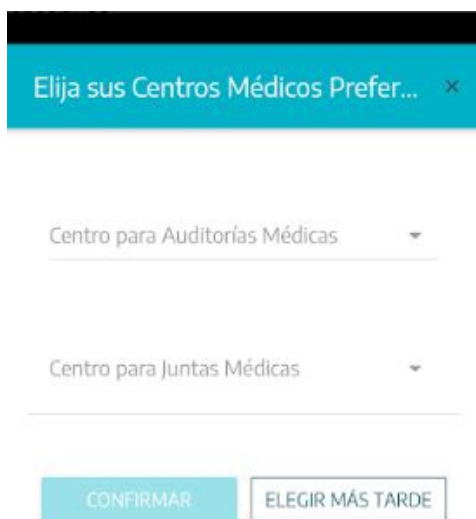 Elija sus Centros Médicos Prefer... ×
Centro para Auditorías Médicas
Centro para Juntas Médicas
CONFIRMAR ELEGIR MÁS TARDE